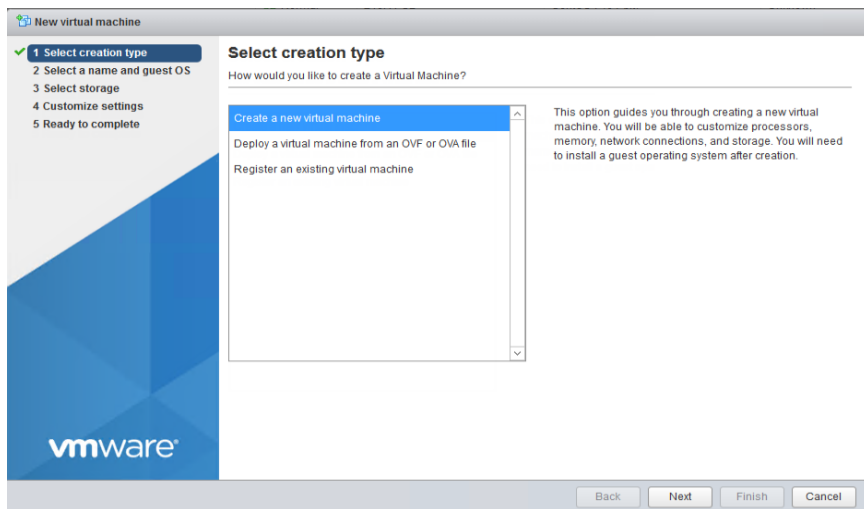 New virtual machine
1 Select creation type
2 Select a name and guest OS
3 Select storage
4 Customize settings
5 Ready to complete
Select creation type
How would you like to create a Virtual Machine?
Create a new virtual machine
Deploy a virtual machine from an OVF or OVA file
Register an existing virtual machine
This option guides you through creating a new virtual
machine. You will be able to customize processors,
memory, network connections, and storage. You will need
to install a guest operating system after creation.
vmware®
Back
Next
Finish
Cancel